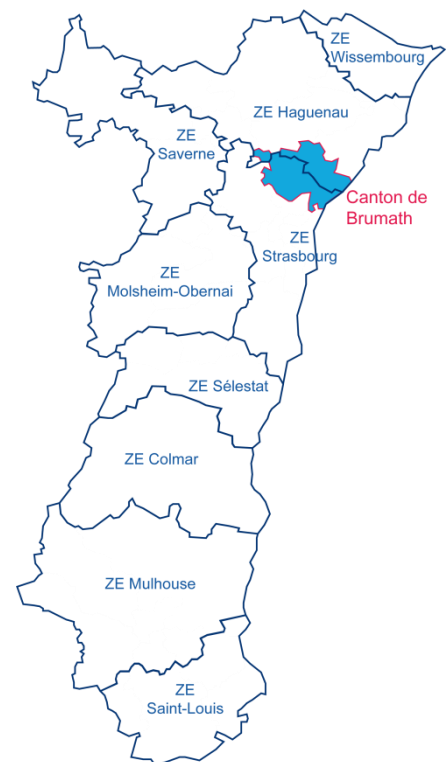 ZE
Wissembourg
ZE Haguenau
ZE
Saverne
Canton de
Brumath
ZE
Strasbourg
ZE
Molsheim-Obernai
ZE Sélestat
ZE Colmar
ZE Mulhouse
ZE
Saint-Louis